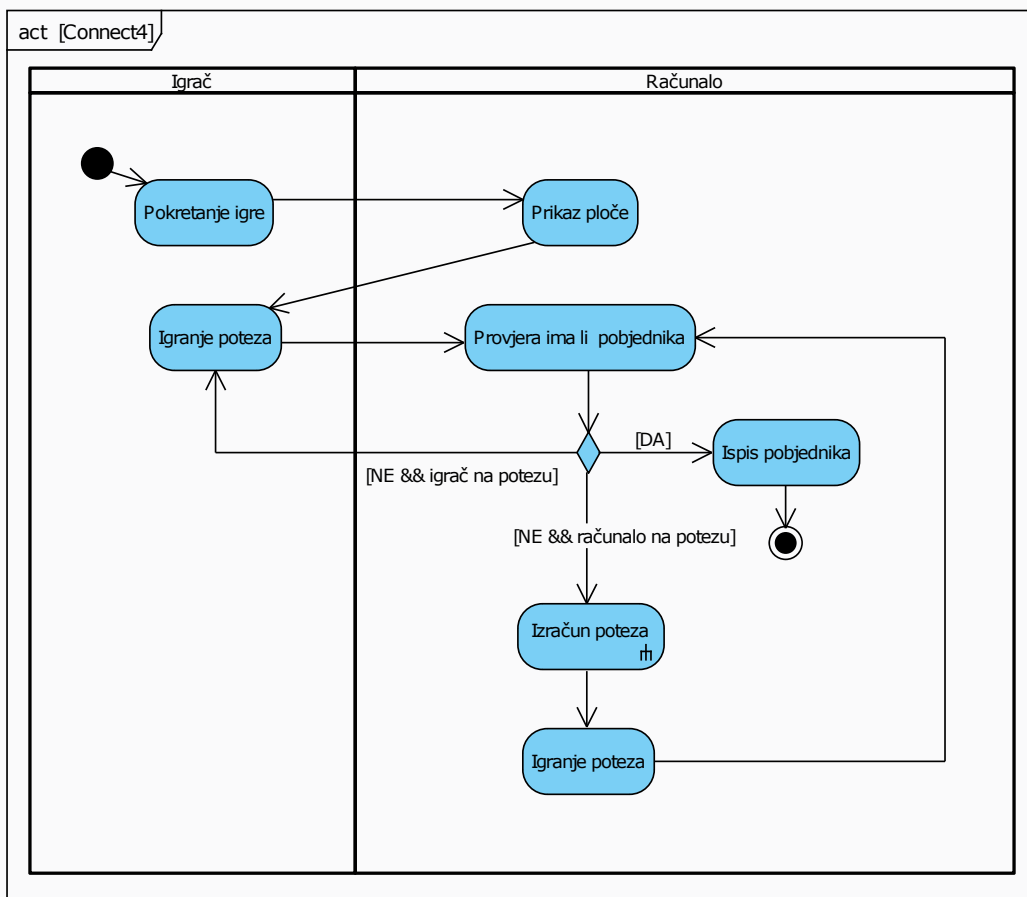 act [Connect4]
Igrač
Računalo
Pokretanje igre
Prikaz ploče
Igranje poteza
Provjera ima li  pobjednika
[DA]
Ispis pobjednika
[NE && igrač na potezu]
[NE && računalo na potezu]
Izračun poteza
Igranje poteza